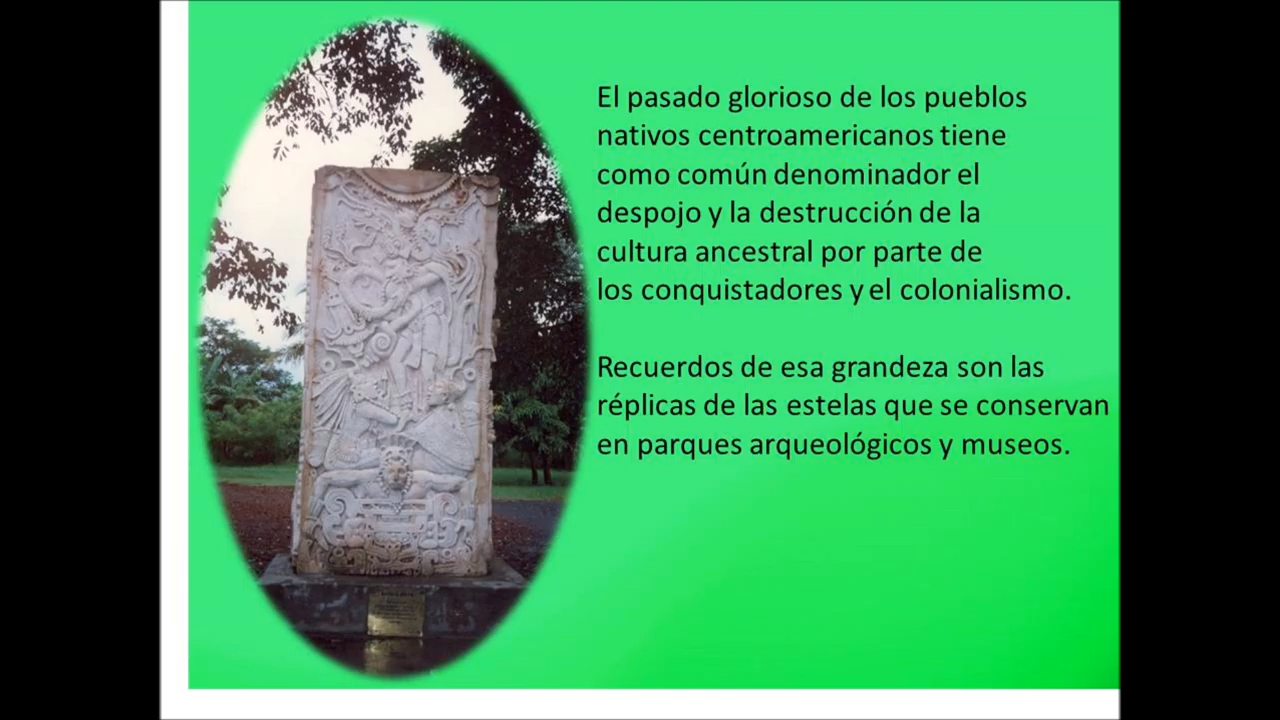 El pasado glorioso de los pueblos
nativos centroamericanos tiene
como común denominador el
despojo y la destrucción de la
cultura ancestral por parte de
los conquistadores y el colonialismo.
Recuerdos de esa grandeza son las
réplicas de las estelas que se conservan
en parques arqueológicos y museos.